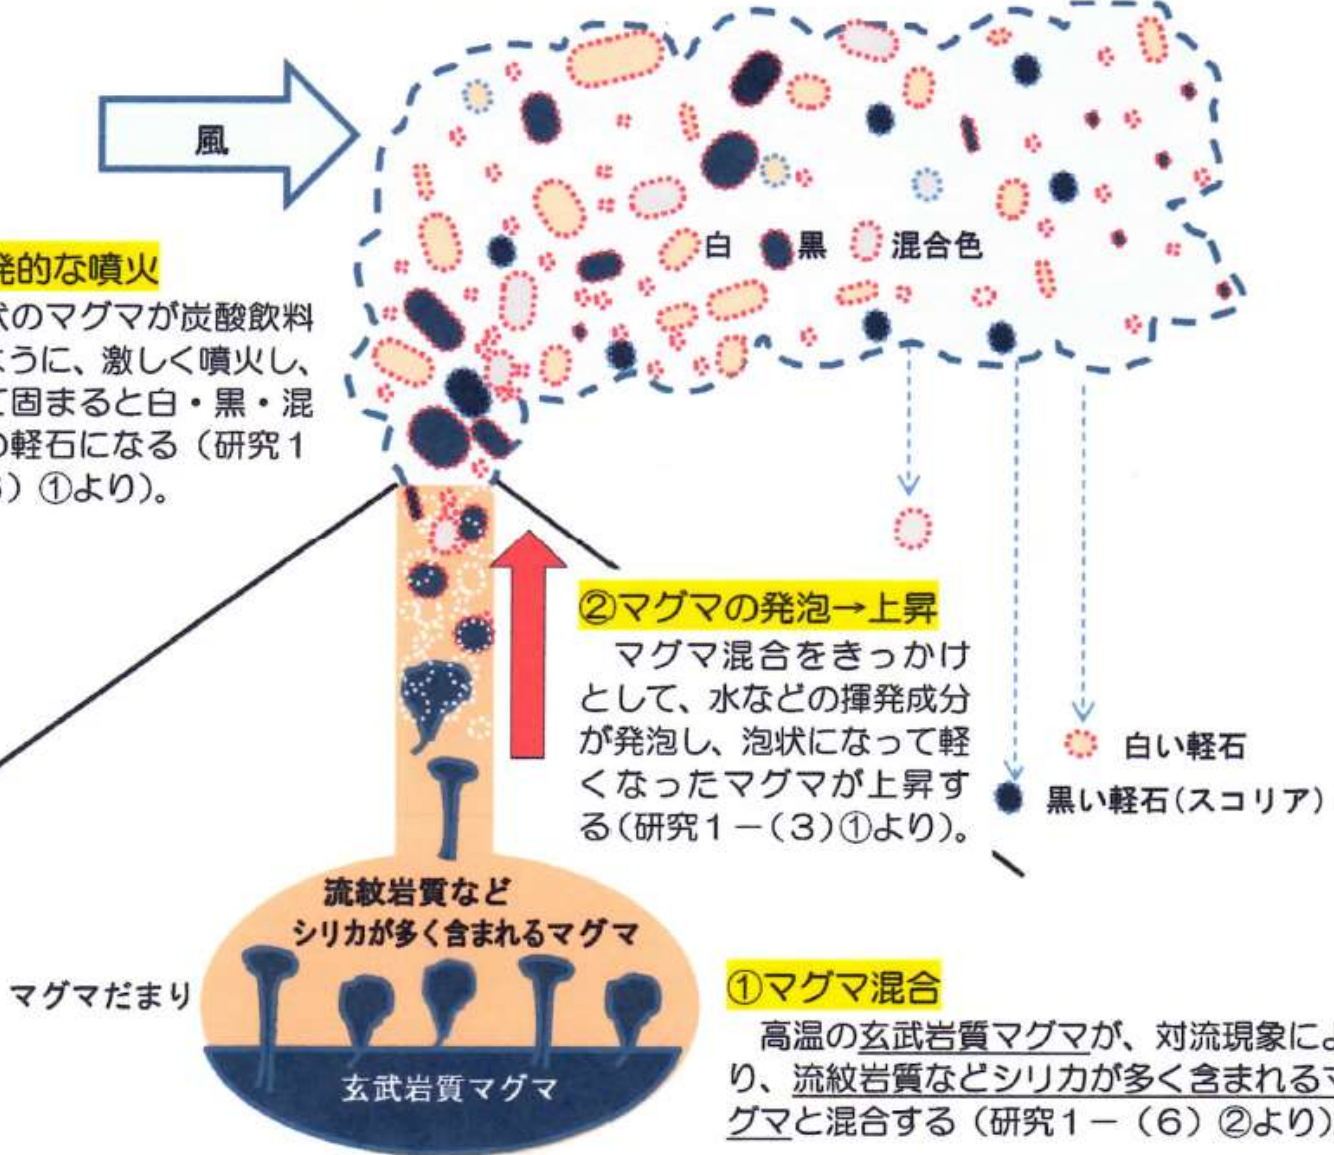 風
白
黒
混合色
発的な噴火
状のマグマが炭酸飲料
ように、激しく噴火し、
て固まると白・黒・混
の軽石になる（研究１
）①より）。
②マグマの発泡→上昇
マグマ混合をきっかけ
として、水などの揮発成分
が発泡し、泡状になって軽
くなったマグマが上昇す
る（研究１－（３）①より）。
白い軽石
黒い軽石（スコリア）
流紋岩質など
シリカが多く含まれるマグマ
マグマだまり
玄武岩質マグマ
①マグマ混合
高温の玄武岩質マグマが、対流現象によ
り、流紋岩質などシリカが多く含まれるマ
グマと混合する（研究１－（６）②より）